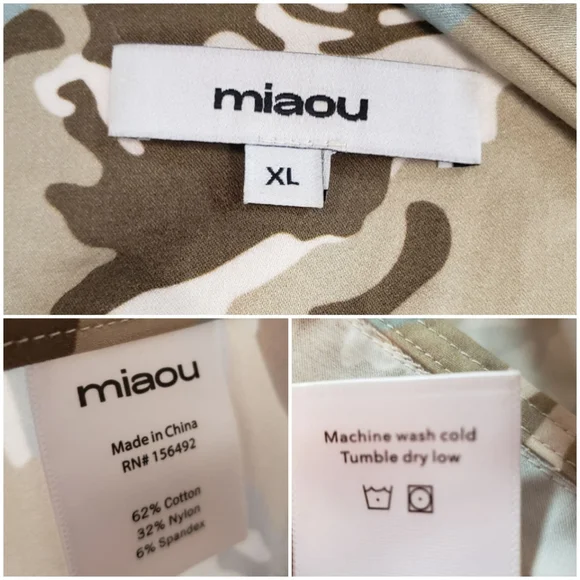 miaou
XL
miaou
Made in China
RN# 156492
62% Cotton
32% Nylon
6% Spandex
Machine wash cold
Tumble dry low